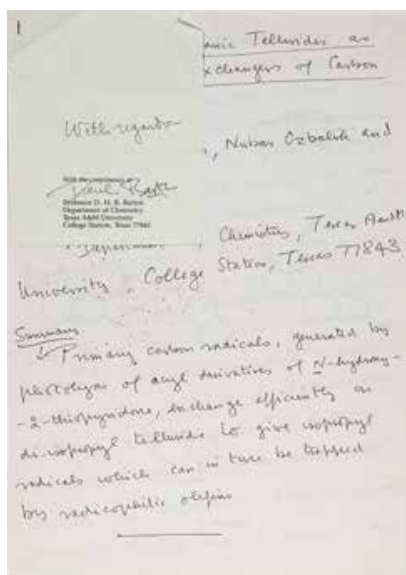 1
anic Tellurides as
xchangers of Carbon
With regards
, Nubar Ozbalik and
With the compliments of
Professor D. H. R. Barton
Department of Chemistry
Texas A&M University
College Station, Texas 77843
Department Chemistry, Texas A and M
University, College Station, Texas 77843
Summary
Primary carbon radicals, generated by
photolysis of acyl derivatives of N-hydroxy-
-2-thiopyridone, exchange efficiently on
di-isopropyl telluride to give isopropyl
radicals which can in turn be trapped
by radicophilic olefins